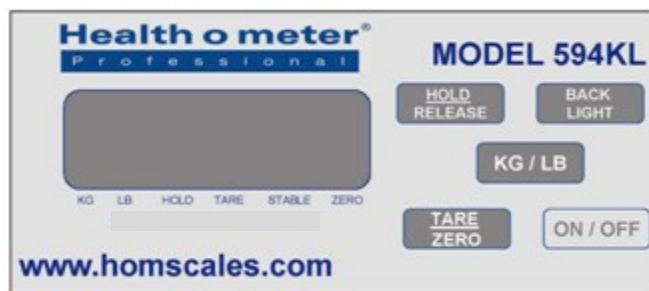 Health o meter®
Professional
MODEL 594KL
HOLD
RELEASE
BACK
LIGHT
KG / LB
KG LB HOLD TARE STABLE ZERO
TARE
ZERO
ON / OFF
www.homscales.com